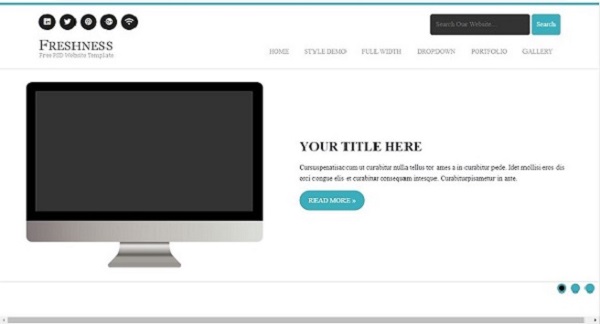 Search Our Website...
Search
FRESHNESS
Free PSD Website Template
HOME STYLE DEMO FULL WIDTH DROPDOWN PORTFOLIO GALLERY
YOUR TITLE HERE
Cursuspenatisaccum ut curabitur nulla tellus tor ames a in curabitur pede. Idet mollisi eros dis
orci congue elis et curabitur consequam intesque. Curabiturpirametur in ante.
READ MORE »